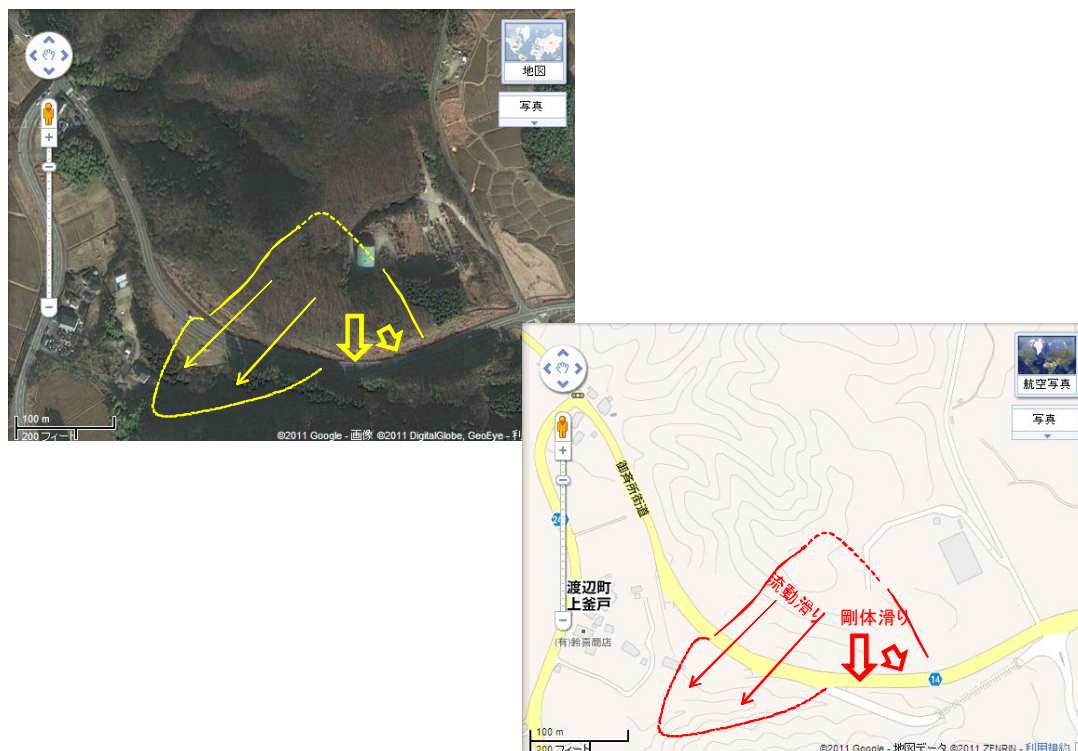 地図
写真
100 m
200 フィート
©2011 Google - 画像 ©2011 DigitalGlobe, GeoEye - 利
航空写真
写真
御斉所街道
24
渡辺町
上釜戸
(有)鈴喜商店
流動滑り
剛体滑り
14
100 m
200 フィート
©2011 Google - 地図データ ©2011 ZENRIN - 利用規約